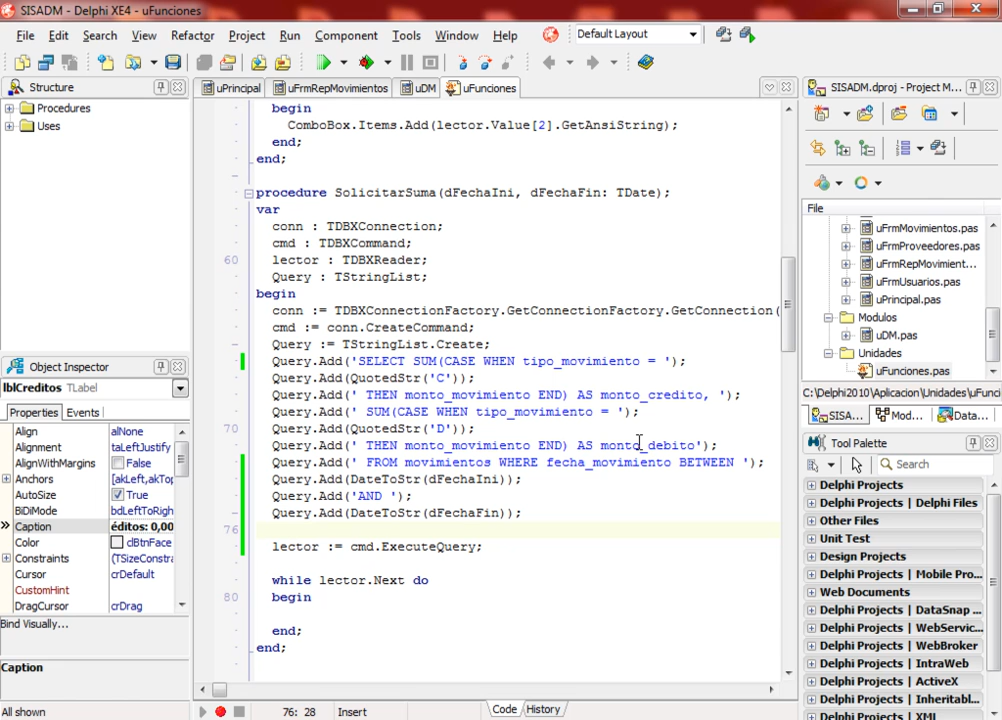 SISADM - Delphi XE4 - uFunciones
File Edit Search View Refactor Project Run Component Tools Window Help
Default Layout
Structure
Procedures
Uses
uPrincipal uFrmRepMovimientos uDM uFunciones
begin
ComboBox.Items.Add(lector.Value[2].GetAnsiString);
end;
end;
procedure SolicitarSuma(dFechaIni, dFechaFin: TDate);
var
conn : TDBXConnection;
cmd : TDBXCommand;
60 lector : TDBXReader;
Query : TStringList;
begin
conn := TDBXConnectionFactory.GetConnectionFactory.GetConnection(
cmd := conn.CreateCommand;
Query := TStringList.Create;
Query.Add('SELECT SUM(CASE WHEN tipo_movimiento = ');
Query.Add(QuotedStr('C'));
Query.Add(' THEN monto_movimiento END) AS monto_credito, ');
Query.Add(' SUM(CASE WHEN tipo_movimiento = ');
70 Query.Add(QuotedStr('D'));
Query.Add(' THEN monto_movimiento END) AS monto_debito');
Query.Add(' FROM movimientos WHERE fecha_movimiento BETWEEN ');
Query.Add(DateToStr(dFechaIni));
Query.Add('AND ');
Query.Add(DateToStr(dFechaFin));
76
lector := cmd.ExecuteQuery;
while lector.Next do
80 begin
end;
end;
76: 28 Insert Code History
Object Inspector
lblCreditos TLabel
Properties Events
Align alNone
Alignment taLeftJustify
AlignWithMargins False
Anchors [akLeft,akTop
AutoSize True
BiDiMode bdLeftToRigh
Caption éditos: 0,00
Color clBtnFace
Constraints (TSizeConstra
Cursor crDefault
CustomHint
DragCursor crDrag
Bind Visually...
Caption
All shown
SISADM.dproj - Project M...
File
uFrmMovimientos.pas
uFrmProveedores.pas
uFrmRepMovimient...
uFrmUsuarios.pas
uPrincipal.pas
Modulos
uDM.pas
Unidades
uFunciones.pas
C:\Delphi2010\Aplicacion\Unidades\uFunci
SISA... Mod... Data...
Tool Palette
Search
Delphi Projects
Delphi Projects | Delphi Files
Other Files
Unit Test
Design Projects
Delphi Projects | Mobile Pro...
Web Documents
Delphi Projects | DataSnap ...
Delphi Projects | WebServic...
Delphi Projects | WebBroker
Delphi Projects | IntraWeb
Delphi Projects | ActiveX
Delphi Projects | Inheritabl...
Delphi Projects | XML